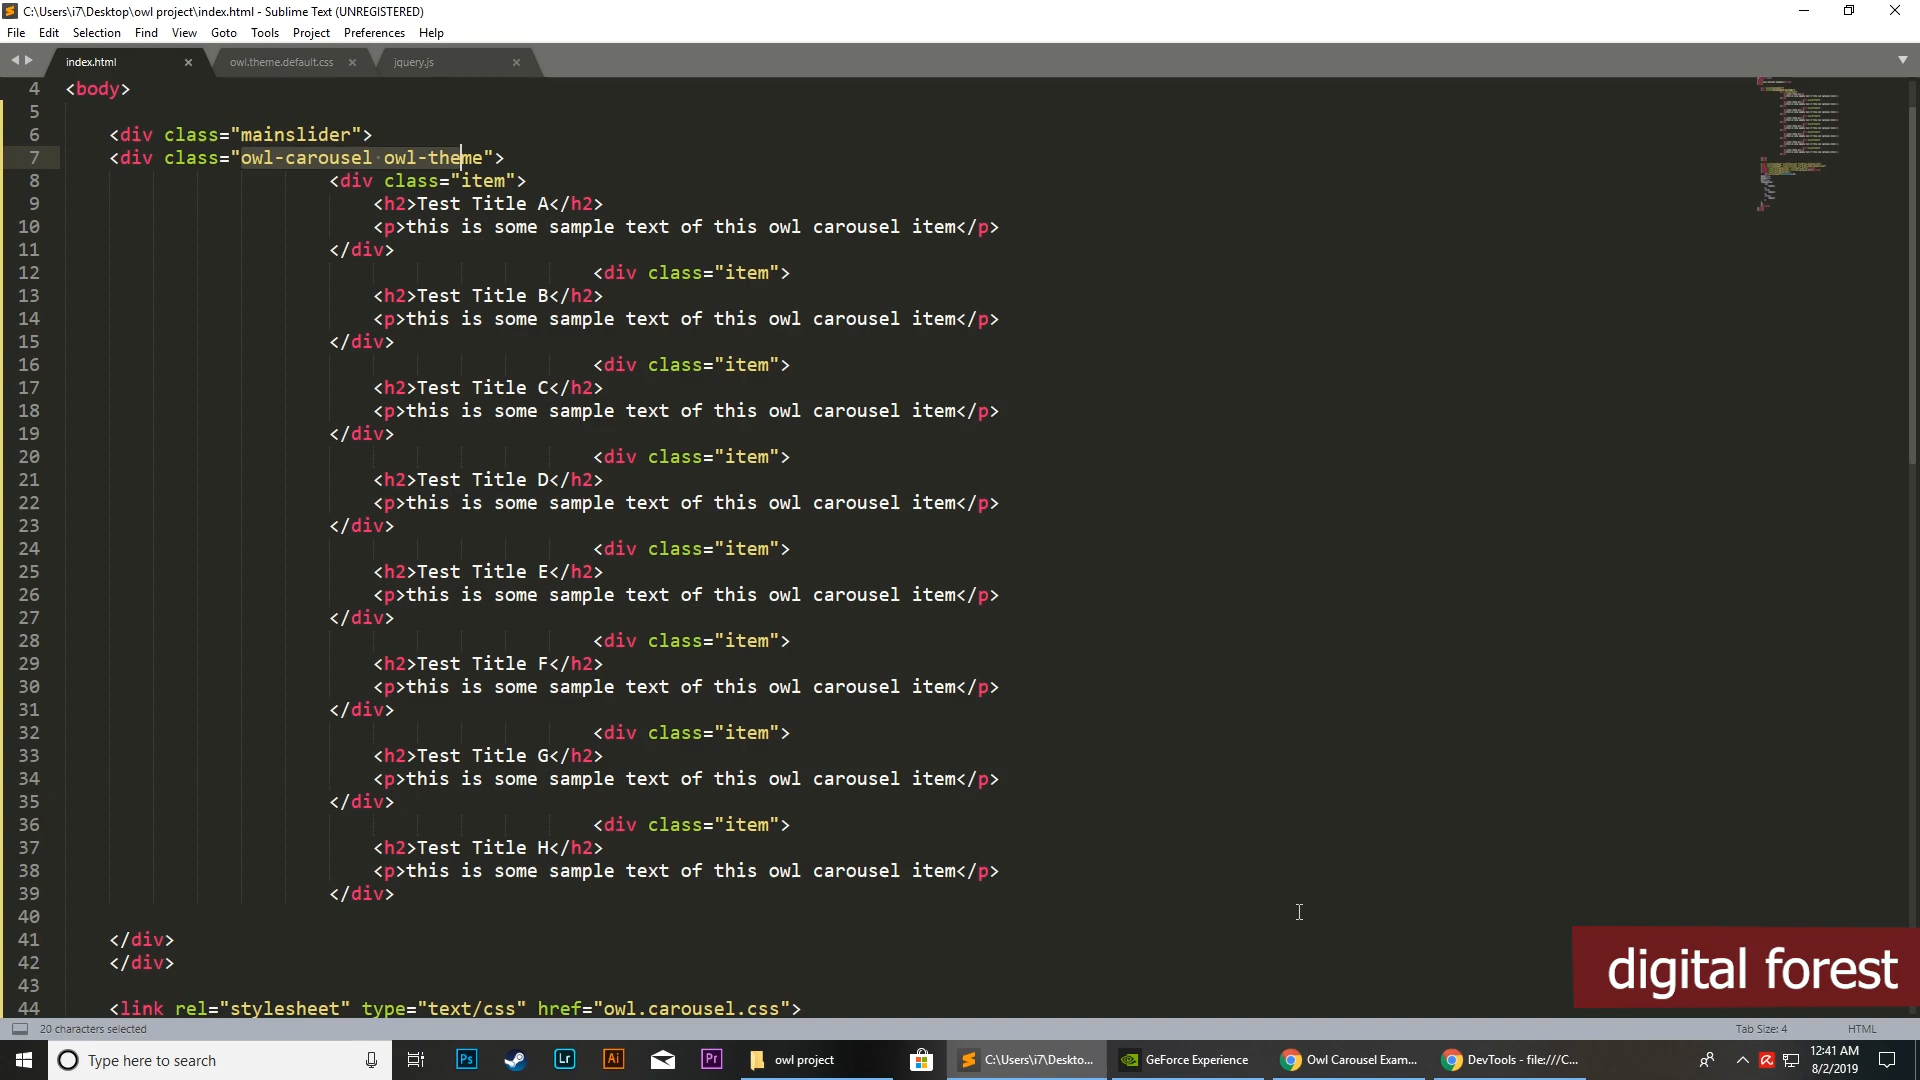 C:\Users\i7\Desktop\owl project\index.html - Sublime Text (UNREGISTERED)
File Edit Selection Find View Goto Tools Project Preferences Help
index.html owl.theme.default.css jquery.js
4 <body>
5
6 <div class="mainslider">
7 <div class="owl-carousel owl-theme">
8 <div class="item">
9 <h2>Test Title A</h2>
10 <p>this is some sample text of this owl carousel item</p>
11 </div>
12 <div class="item">
13 <h2>Test Title B</h2>
14 <p>this is some sample text of this owl carousel item</p>
15 </div>
16 <div class="item">
17 <h2>Test Title C</h2>
18 <p>this is some sample text of this owl carousel item</p>
19 </div>
20 <div class="item">
21 <h2>Test Title D</h2>
22 <p>this is some sample text of this owl carousel item</p>
23 </div>
24 <div class="item">
25 <h2>Test Title E</h2>
26 <p>this is some sample text of this owl carousel item</p>
27 </div>
28 <div class="item">
29 <h2>Test Title F</h2>
30 <p>this is some sample text of this owl carousel item</p>
31 </div>
32 <div class="item">
33 <h2>Test Title G</h2>
34 <p>this is some sample text of this owl carousel item</p>
35 </div>
36 <div class="item">
37 <h2>Test Title H</h2>
38 <p>this is some sample text of this owl carousel item</p>
39 </div>
40
41 </div>
42 </div>
43
44 <link rel="stylesheet" type="text/css" href="owl.carousel.css">
digital forest
20 characters selected Tab Size: 4 HTML
Type here to search Ps Lr Ai Pr owl project C:\Users\i7\Deskto... GeForce Experience Owl Carousel Exam... DevTools - file:///C... 12:41 AM
8/2/2019